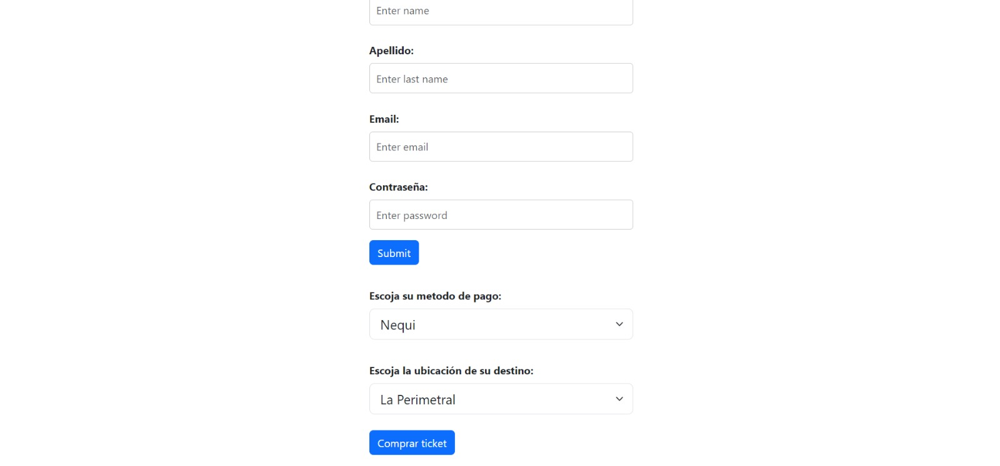 Enter name
Apellido:
Enter last name
Email:
Enter email
Contraseña:
Enter password
Submit
Escoja su metodo de pago:
Nequi
Escoja la ubicación de su destino:
La Perimetral
Comprar ticket